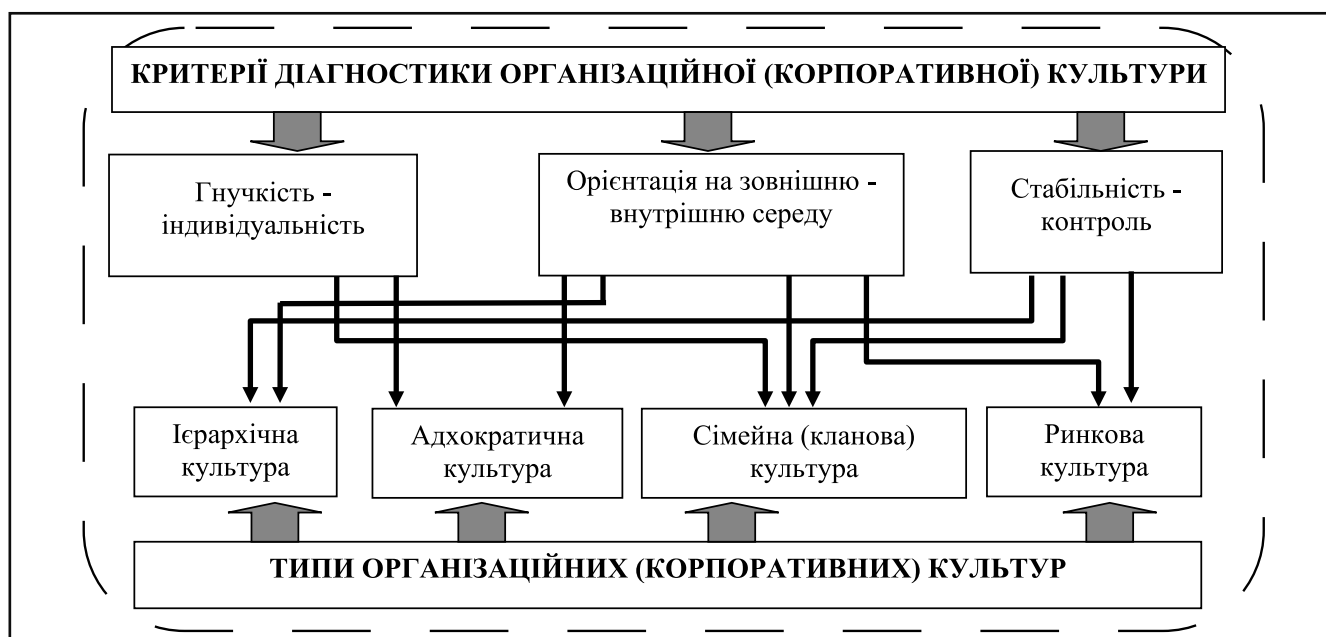 КРИТЕРІЇ ДІАГНОСТИКИ ОРГАНІЗАЦІЙНОЇ (КОРПОРАТИВНОЇ) КУЛЬТУРИ
Гнучкість -
індивідуальність
Орієнтація на зовнішню -
внутрішню середу
Стабільність -
контроль
Ієрархічна
культура
Адхократична
культура
Сімейна (кланова)
культура
Ринкова
культура
ТИПИ ОРГАНІЗАЦІЙНИХ (КОРПОРАТИВНИХ) КУЛЬТУР